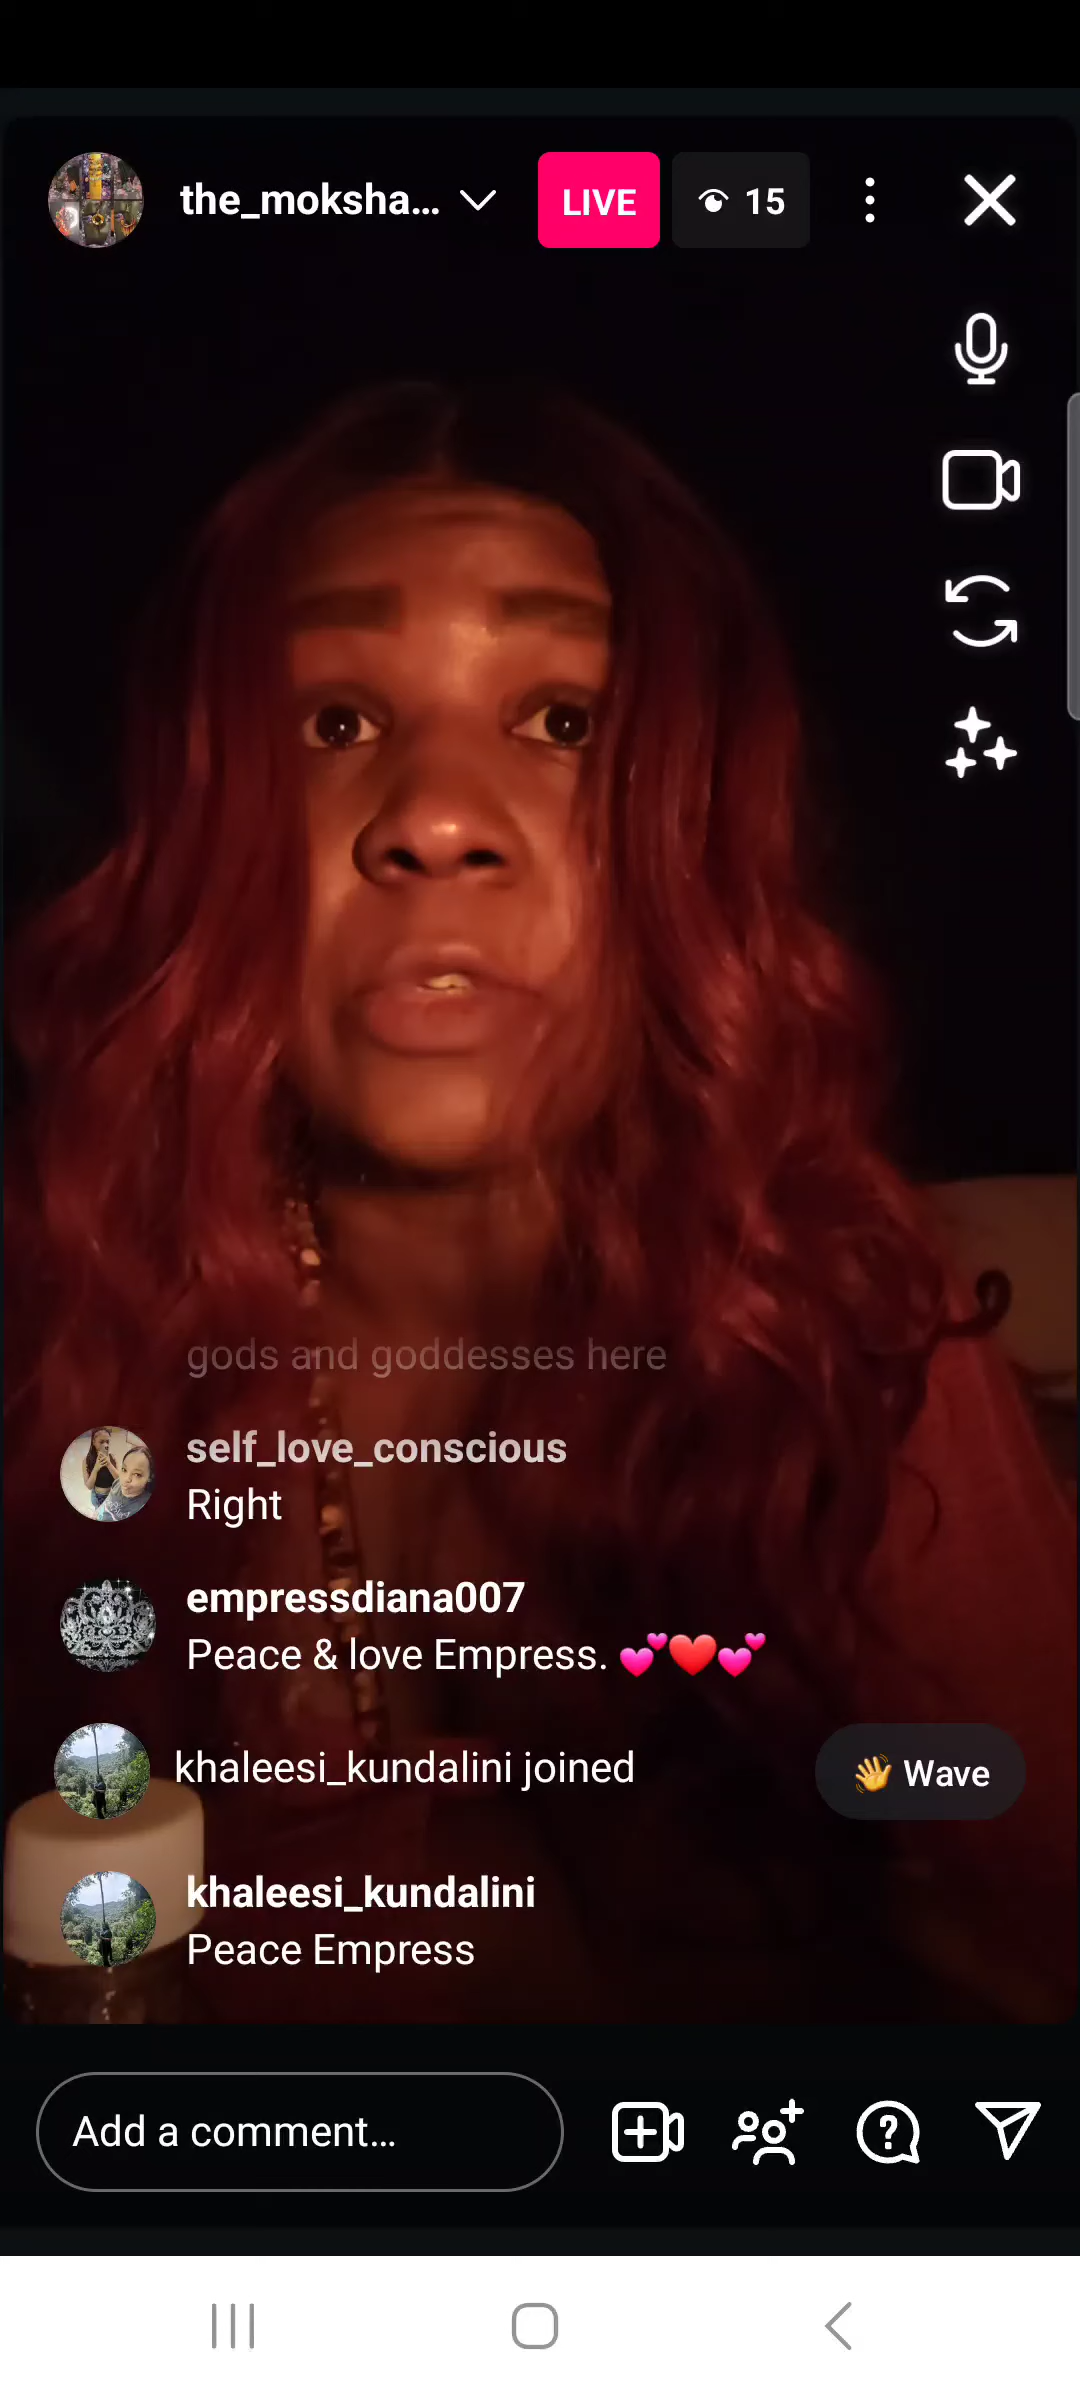 the_moksha...
LIVE
15
gods and goddesses here
self_love_conscious
Right
empressdiana007
Peace & love Empress. 💕❤️💕
khaleesi_kundalini joined
👋 Wave
khaleesi_kundalini
Peace Empress
Add a comment...